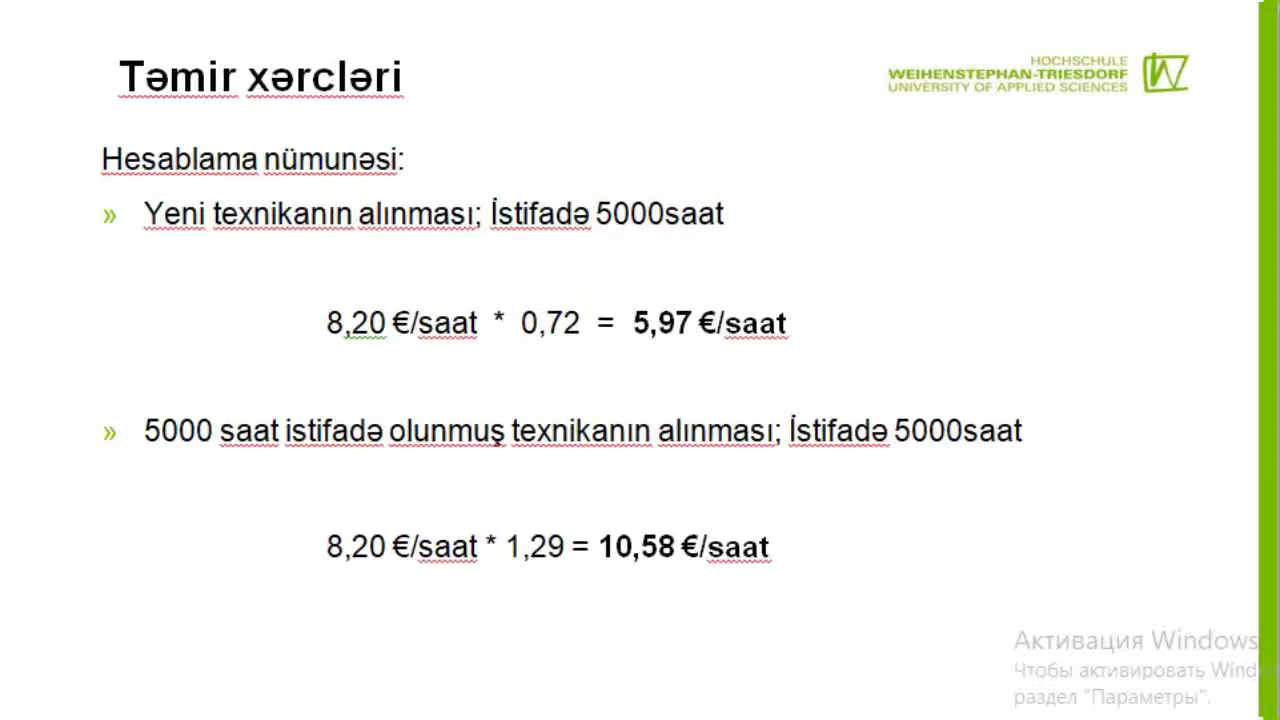 Təmir xərcləri
HOCHSCHULE
WEIHENSTEPHAN-TRIESDORF
UNIVERSITY OF APPLIED SCIENCES
Hesablama nümunəsi:
» Yeni texnikanın alınması; İstifadə 5000saat
8,20 €/saat * 0,72 = 5,97 €/saat
» 5000 saat istifadə olunmuş texnikanın alınması; İstifadə 5000saat
8,20 €/saat * 1,29 = 10,58 €/saat
Активация Windows
Чтобы активировать Wind
раздел "Параметры".